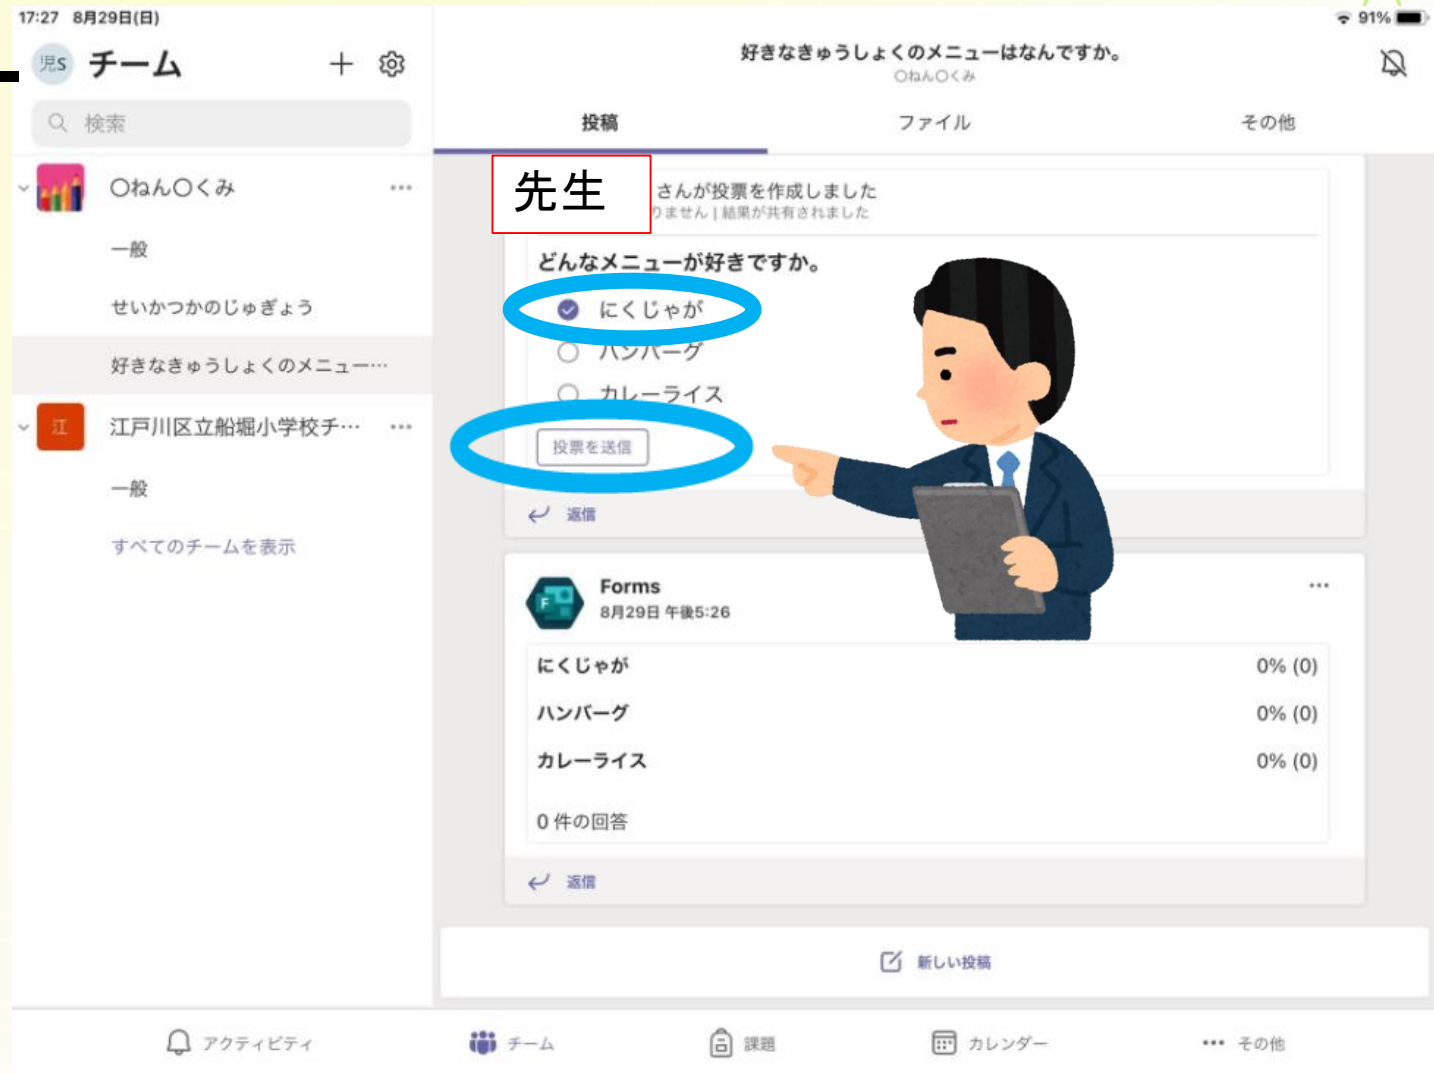 17:27 8月29日(日)
91%
児S チーム
検索
〇ねん〇くみ
一般
せいかつかのじゅぎょう
好きなきゅうしょくのメニュー…
江 江戸川区立船堀小学校チ…
一般
すべてのチームを表示
好きなきゅうしょくのメニューはなんですか。
〇ねん〇くみ
投稿 ファイル その他
先生 さんが投票を作成しました
りません | 結果が共有されました
どんなメニューが好きですか。
にくじゃが
ハンバーグ
カレーライス
投票を送信
返信
Forms
8月29日 午後5:26
にくじゃが 0% (0)
ハンバーグ 0% (0)
カレーライス 0% (0)
0 件の回答
返信
新しい投稿
アクティビティ チーム 課題 カレンダー その他